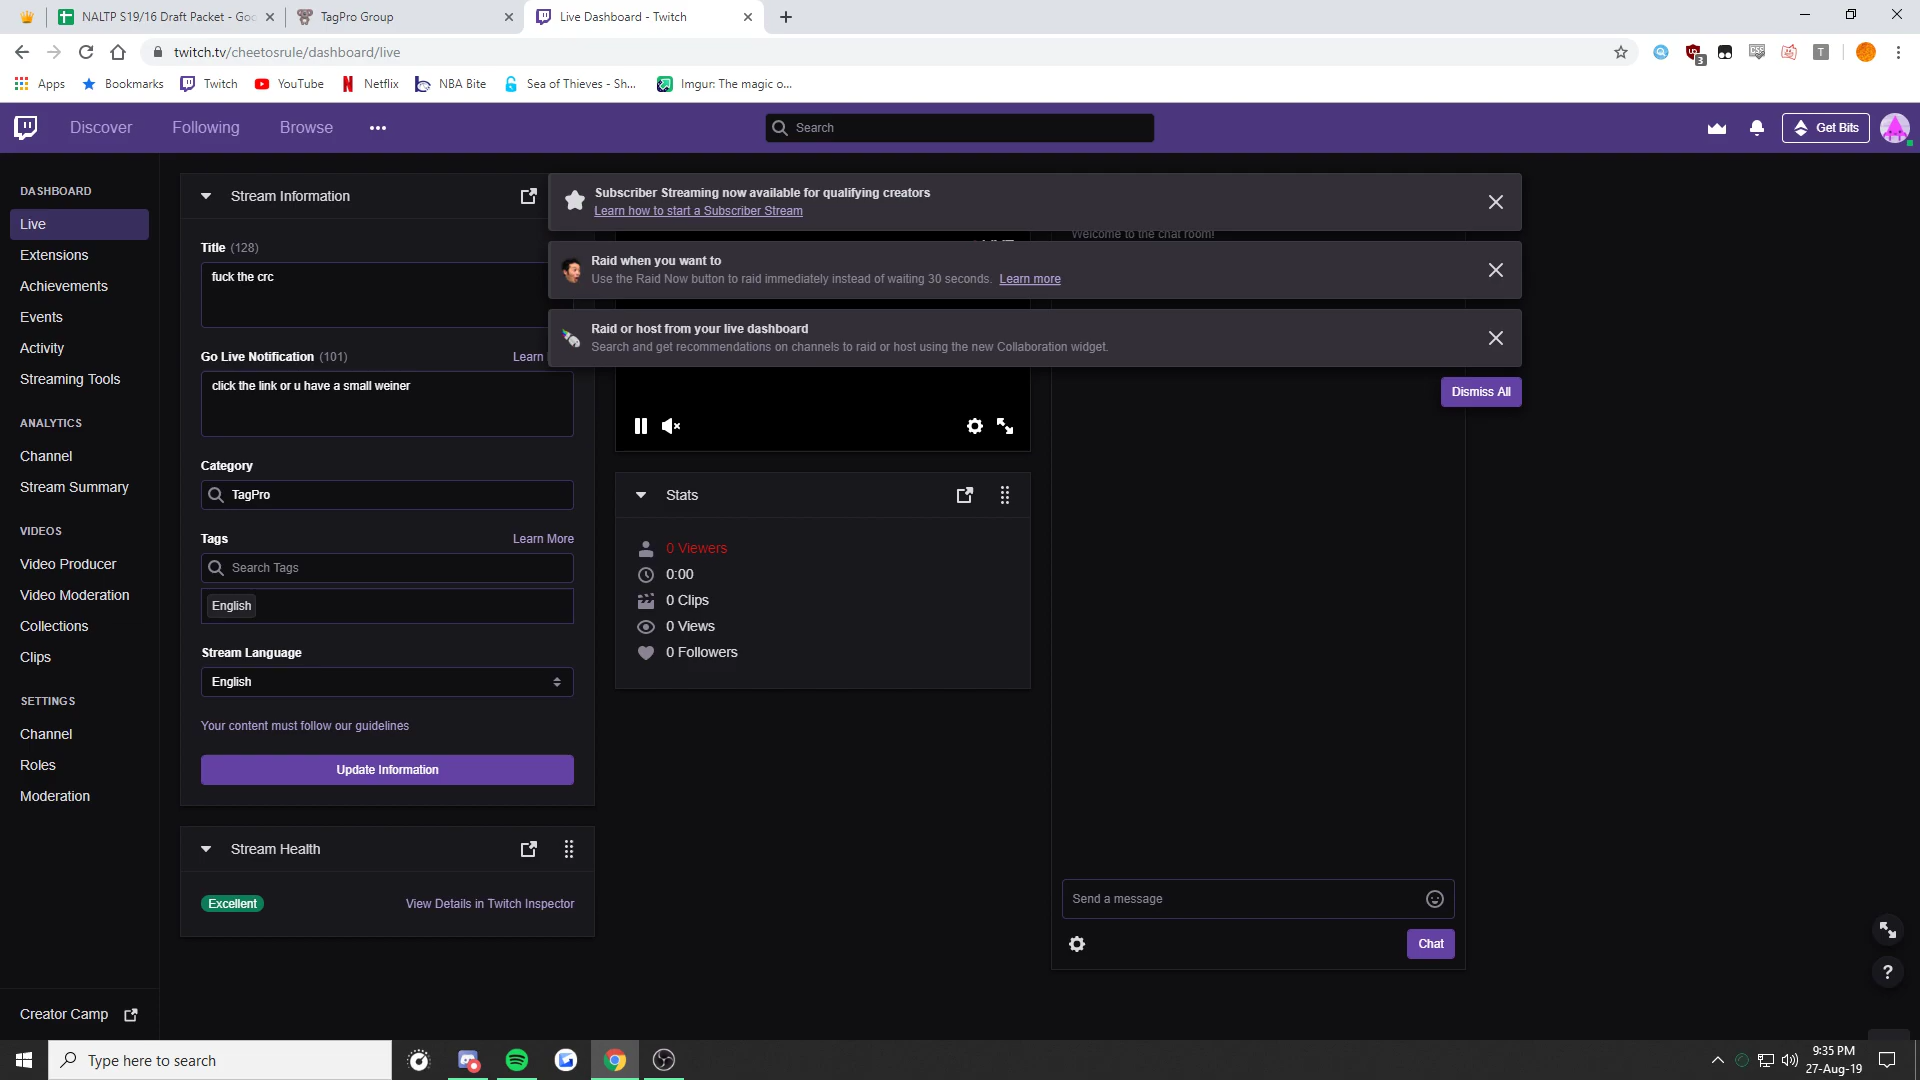 NALTP S19/16 Draft Packet - Goo
TagPro Group
Live Dashboard - Twitch
twitch.tv/cheetosrule/dashboard/live
3
CSS
T
Apps
Bookmarks
Twitch
YouTube
Netflix
NBA Bite
Sea of Thieves - Sh...
Imgur: The magic o...
Discover
Following
Browse
Search
Get Bits
DASHBOARD
Live
Extensions
Achievements
Events
Activity
Streaming Tools
ANALYTICS
Channel
Stream Summary
VIDEOS
Video Producer
Video Moderation
Collections
Clips
SETTINGS
Channel
Roles
Moderation
Creator Camp
Stream Information
Title (128)
fuck the crc
Go Live Notification (101)
Learn
click the link or u have a small weiner
Category
TagPro
Tags
Learn More
Search Tags
English
Stream Language
English
Your content must follow our guidelines
Update Information
Stream Health
Excellent
View Details in Twitch Inspector
Subscriber Streaming now available for qualifying creators
Learn how to start a Subscriber Stream
Raid when you want to
Use the Raid Now button to raid immediately instead of waiting 30 seconds. Learn more
Raid or host from your live dashboard
Search and get recommendations on channels to raid or host using the new Collaboration widget.
Dismiss All
Stats
0 Viewers
0:00
0 Clips
0 Views
0 Followers
Welcome to the chat room!
Send a message
Chat
?
Type here to search
9:35 PM
27-Aug-19